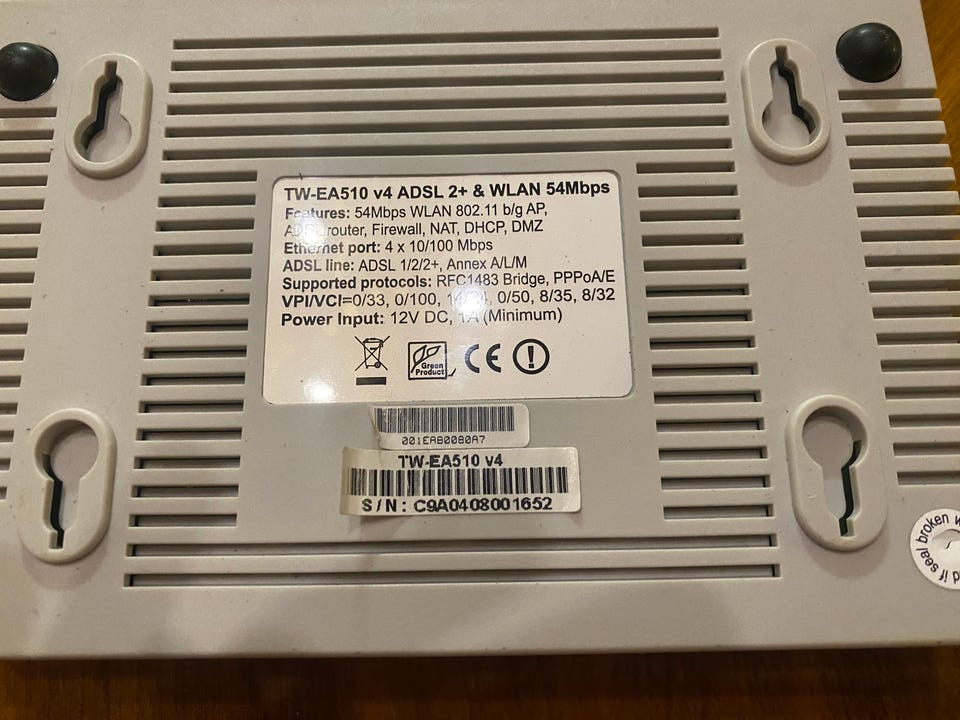 TW-EA510 v4 ADSL 2+ & WLAN 54Mbps
Features: 54Mbps WLAN 802.11 b/g AP,
router, Firewall, NAT, DHCP, DMZ
Ethernet port: 4 x 10/100 Mbps
ADSL line: ADSL 1/2/2+, Annex A/L/M
Supported protocols: RFC1483 Bridge, PPPoA/E
VPI/VCI=0/33, 0/100, 0/50, 8/35, 8/32
Power Input: 12V DC, 1A (Minimum)
Green
Product
CE
001EAB0080A7
TW-EA510 v4
S/N: C9A0408001652
d if seal broken